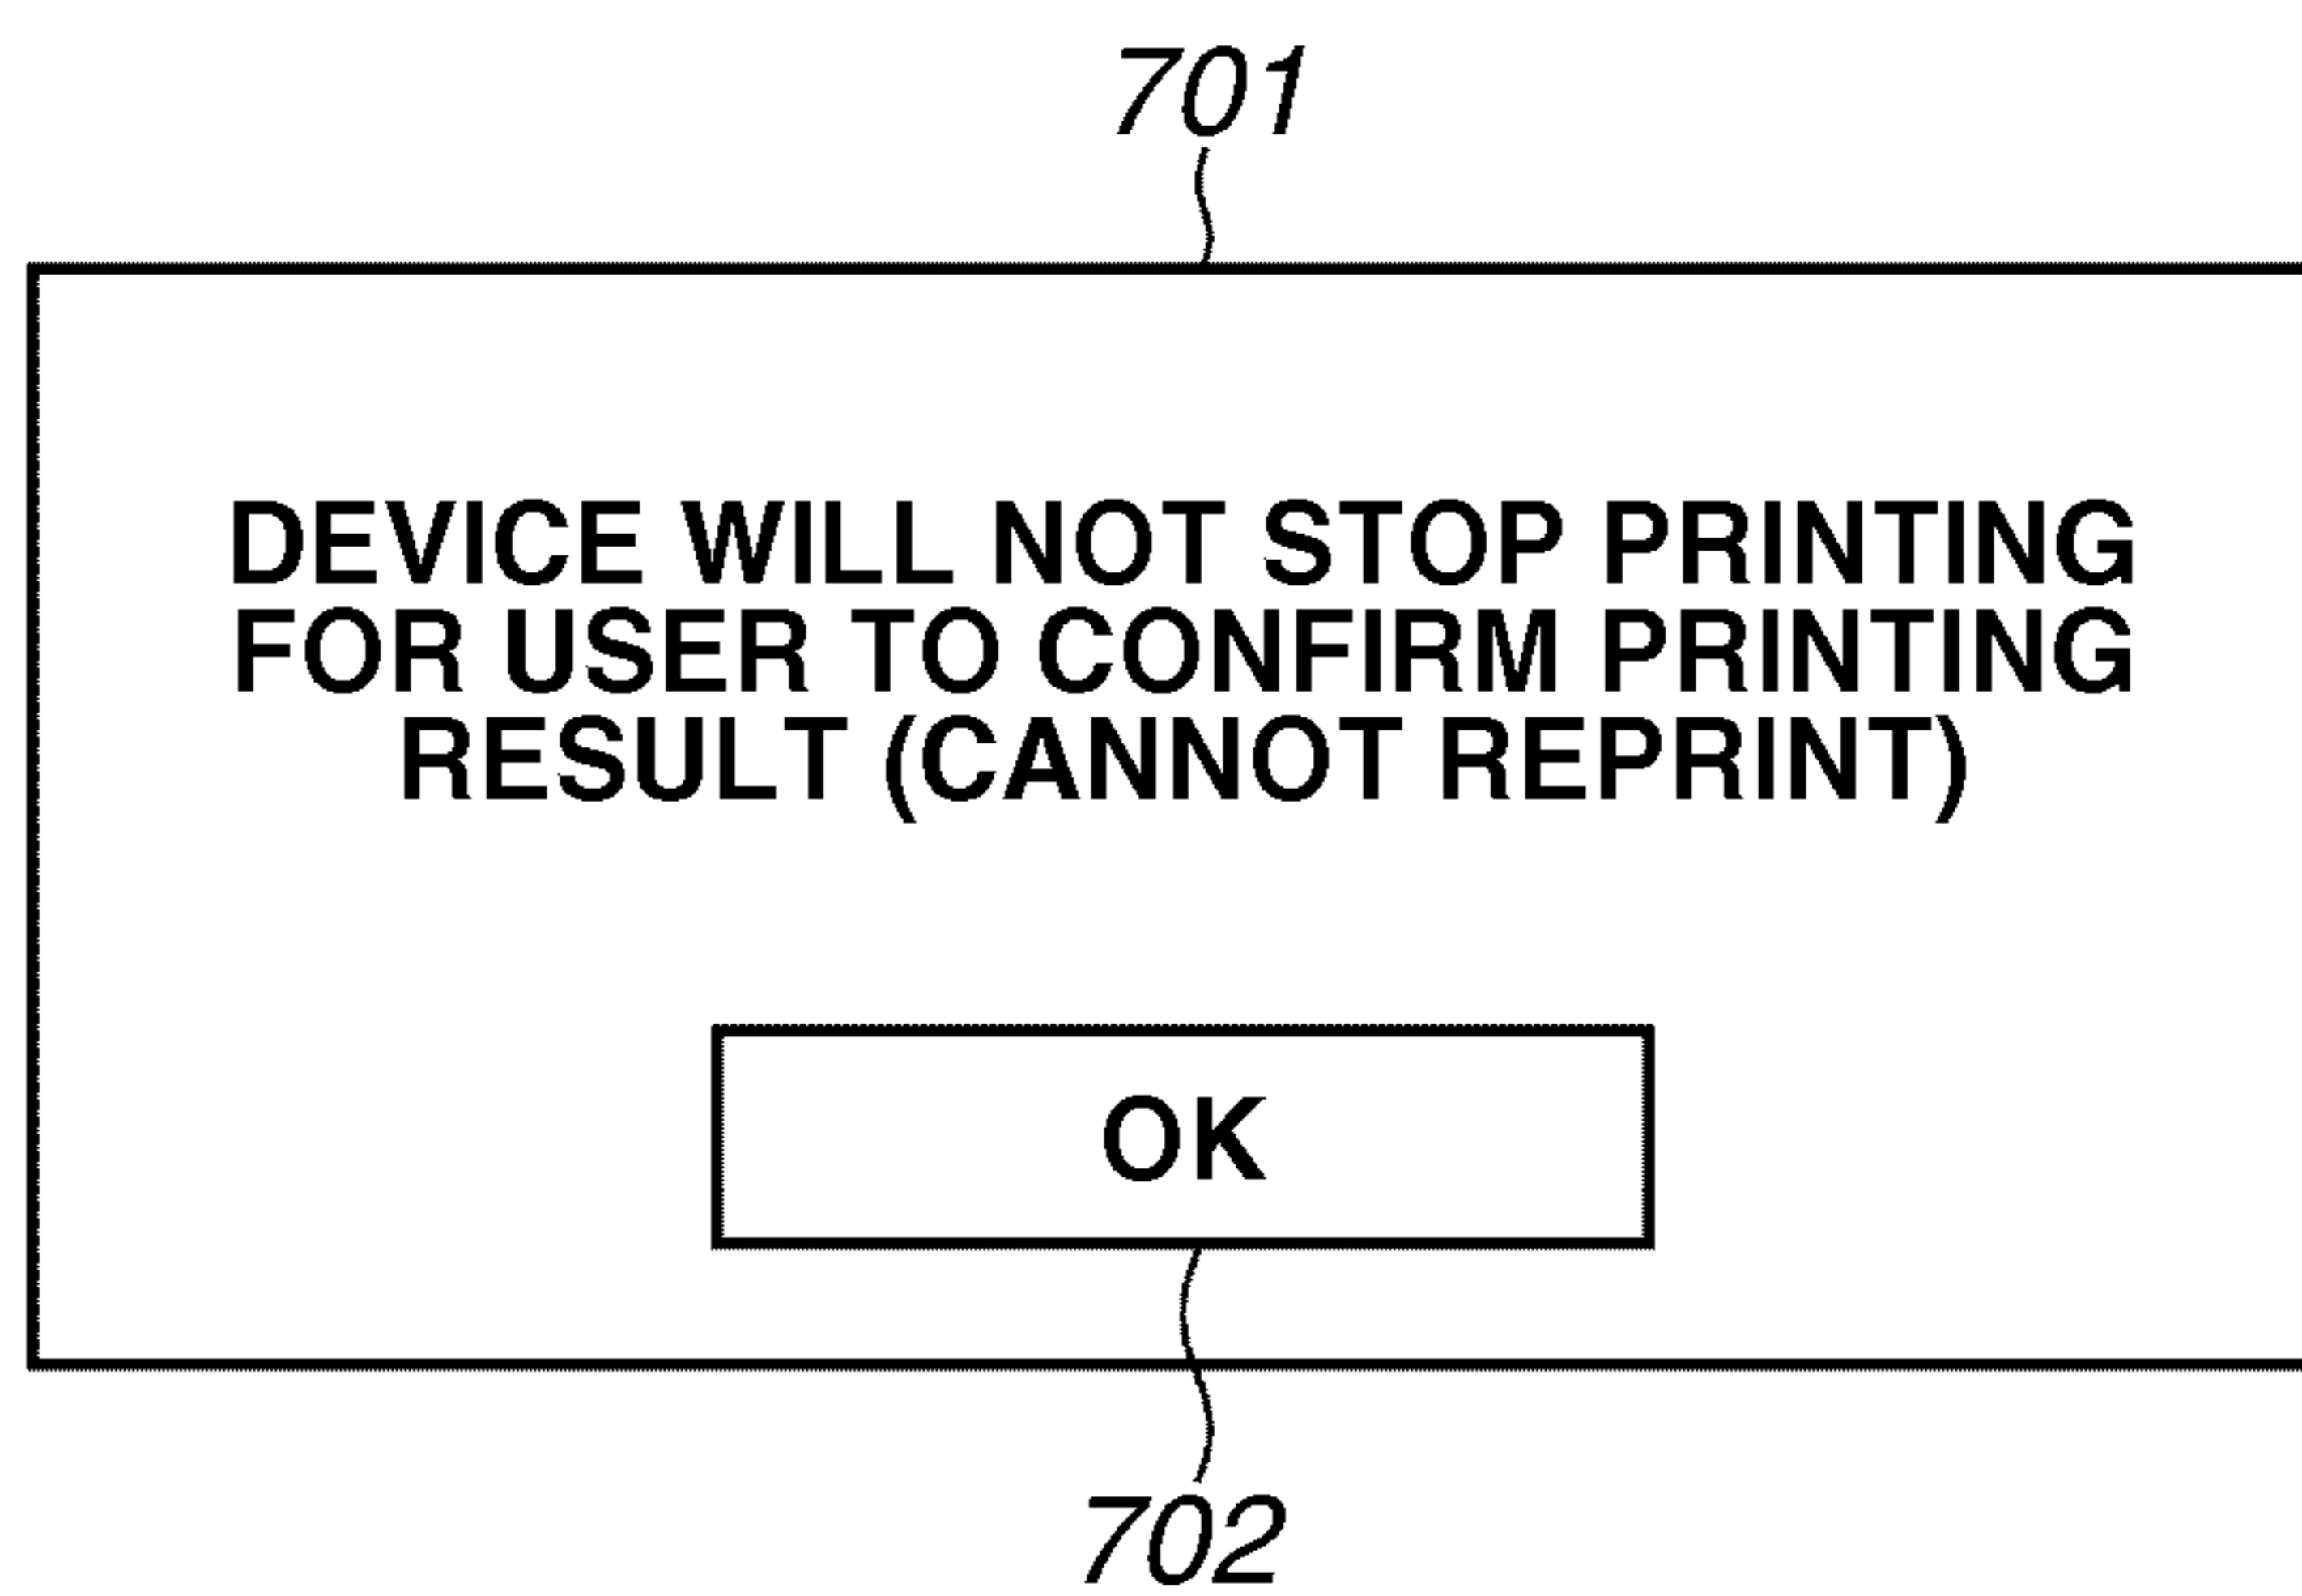 701
DEVICE WILL NOT STOP PRINTING
FOR USER TO CONFIRM PRINTING
RESULT (CANNOT REPRINT)
OK
702